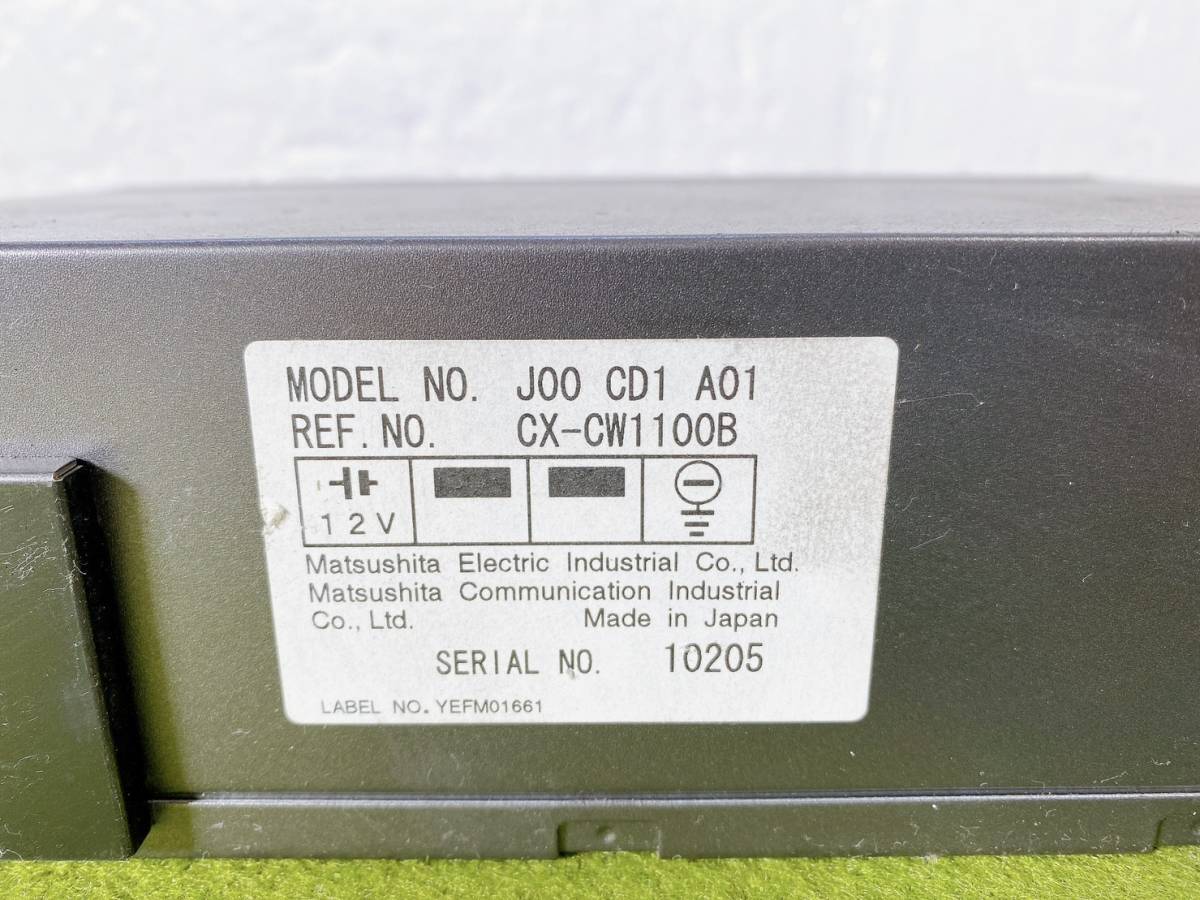 MODEL NO. J00 CD1 A01
REF. NO. CX-CW1100B
12V
Matsushita Electric Industrial Co., Ltd.
Matsushita Communication Industrial
Co., Ltd. Made in Japan
SERIAL NO. 10205
LABEL NO. YEFM01661